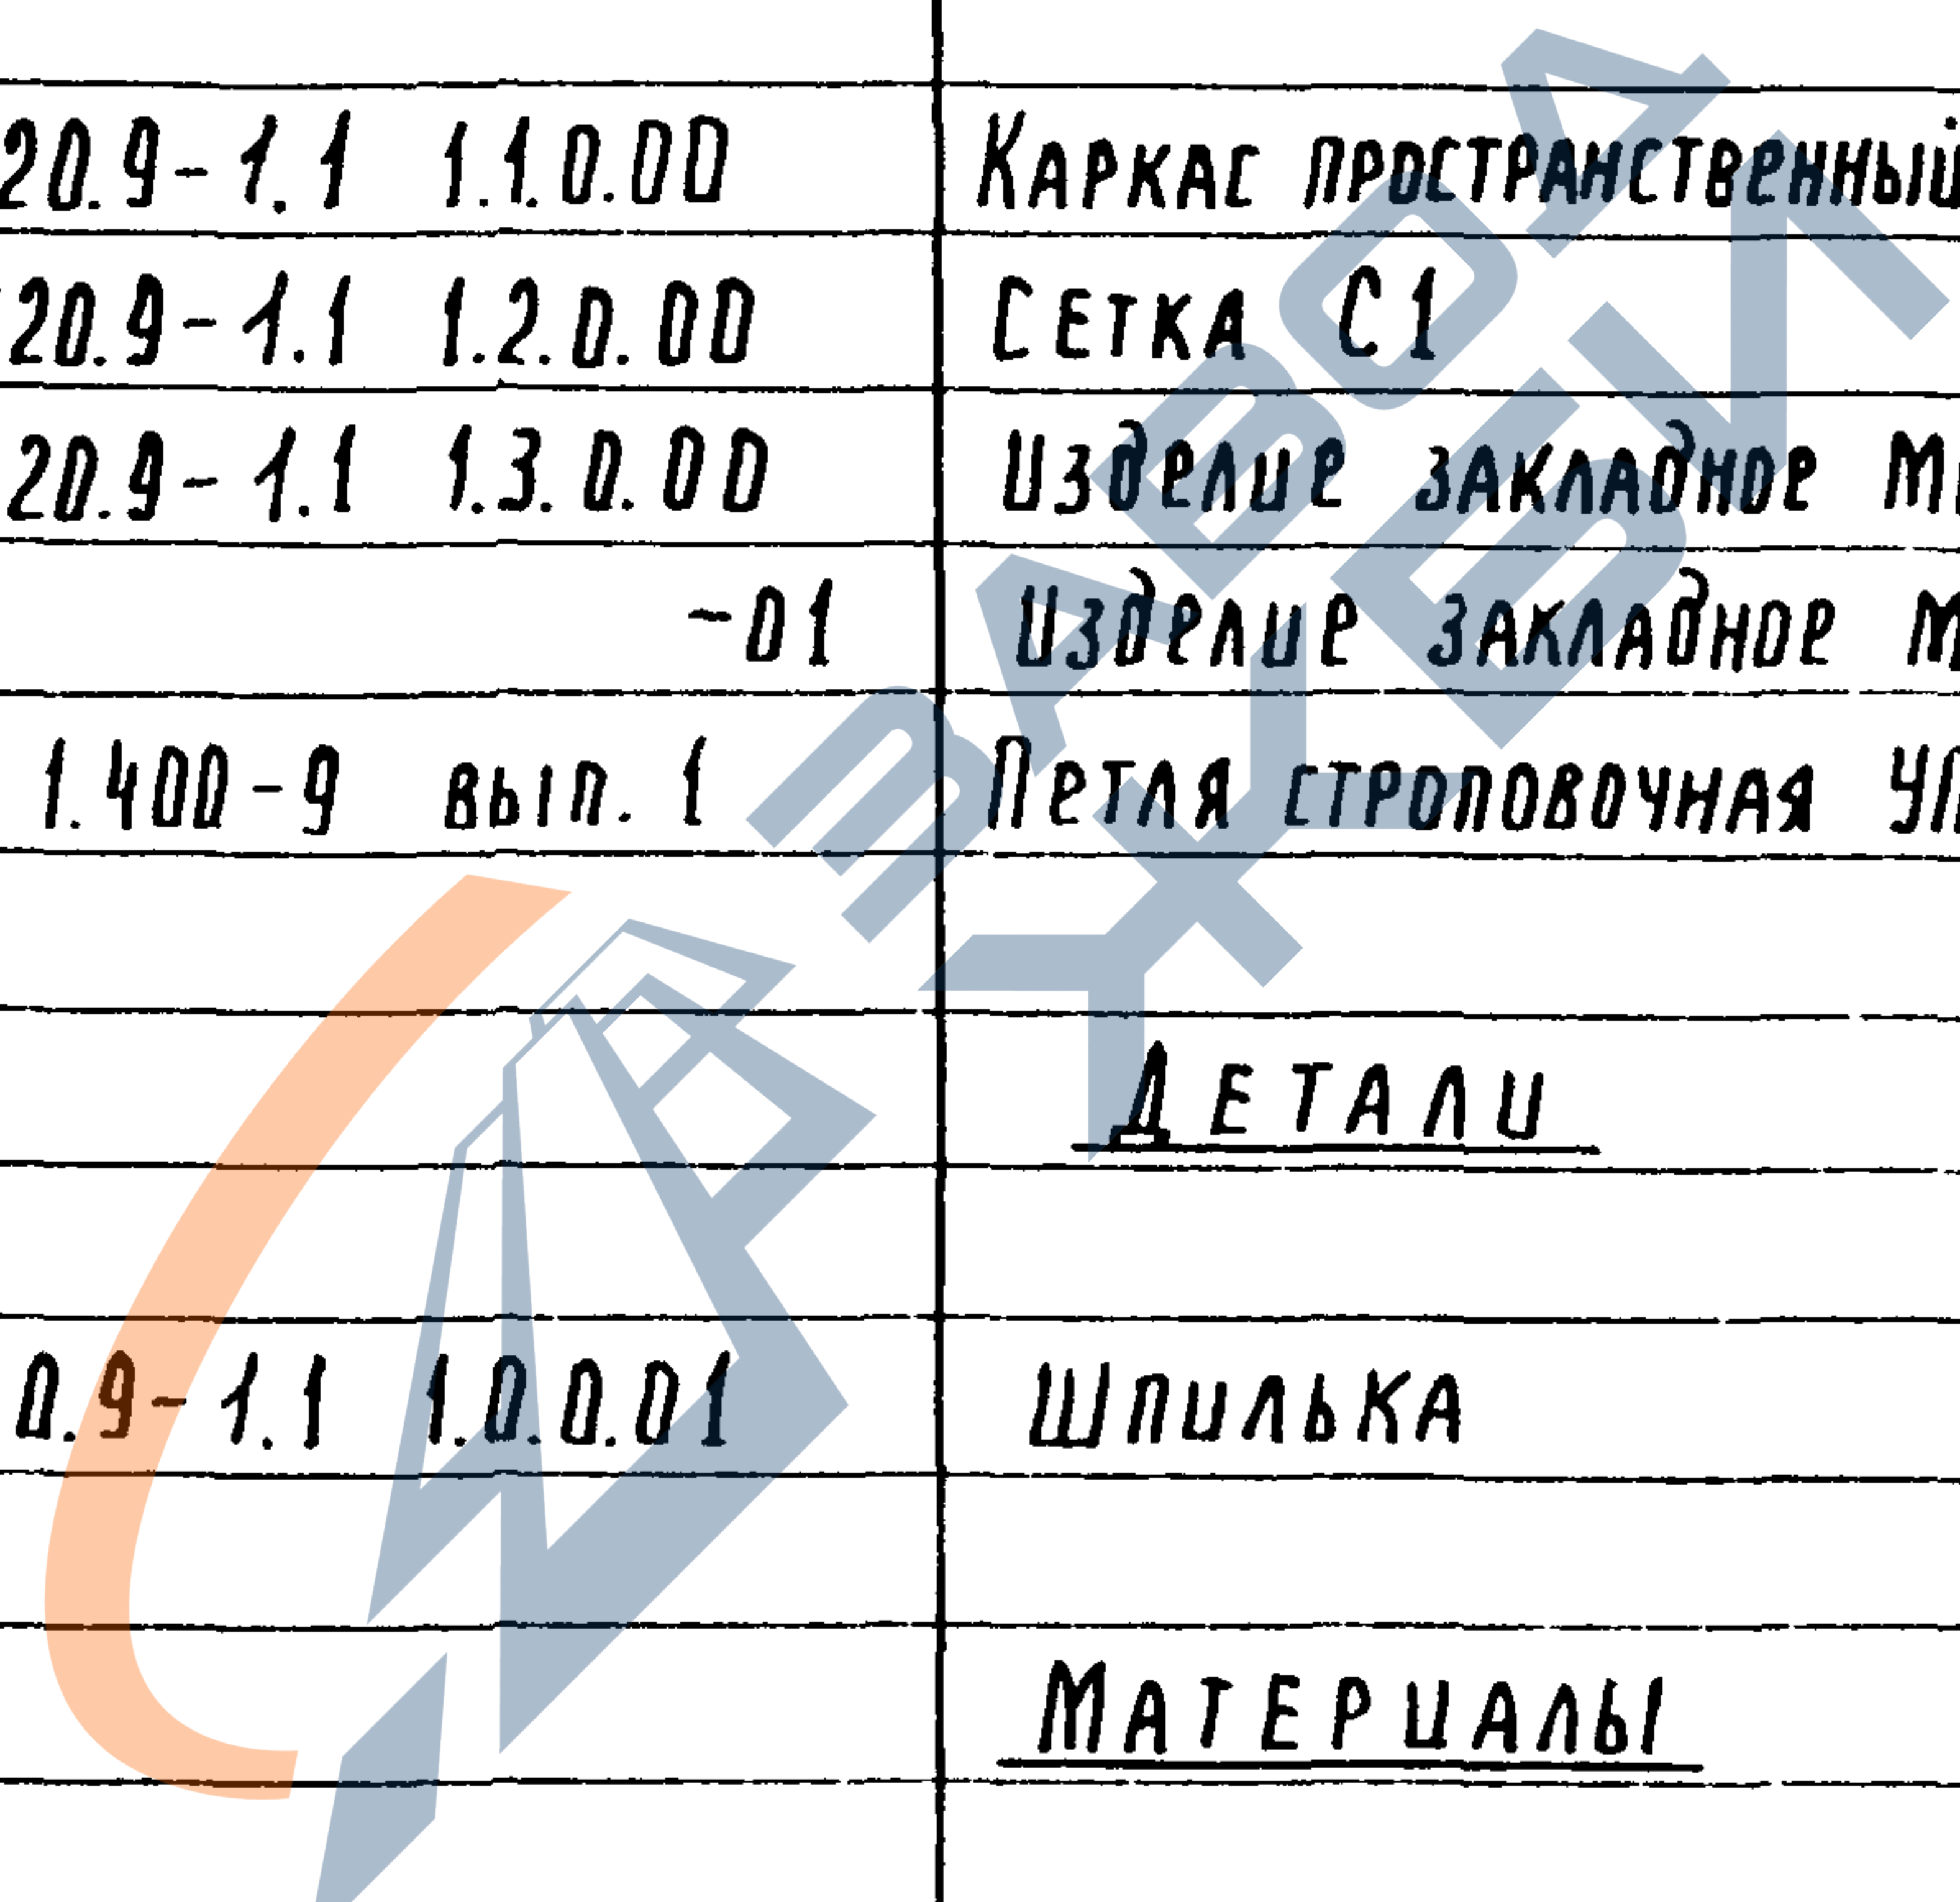 20.9-1.1 1.1.0.00 Каркас пространственный
20.9-1.1 1.2.0.00 Сетка С1
20.9-1.1 1.3.0.00 Изделие закладное М
-01 Изделие закладное М
1.400-9 вып. 1 Петля строповочная УП
Детали
0.9-1.1 1.0.0.01 Шпилька
Материалы